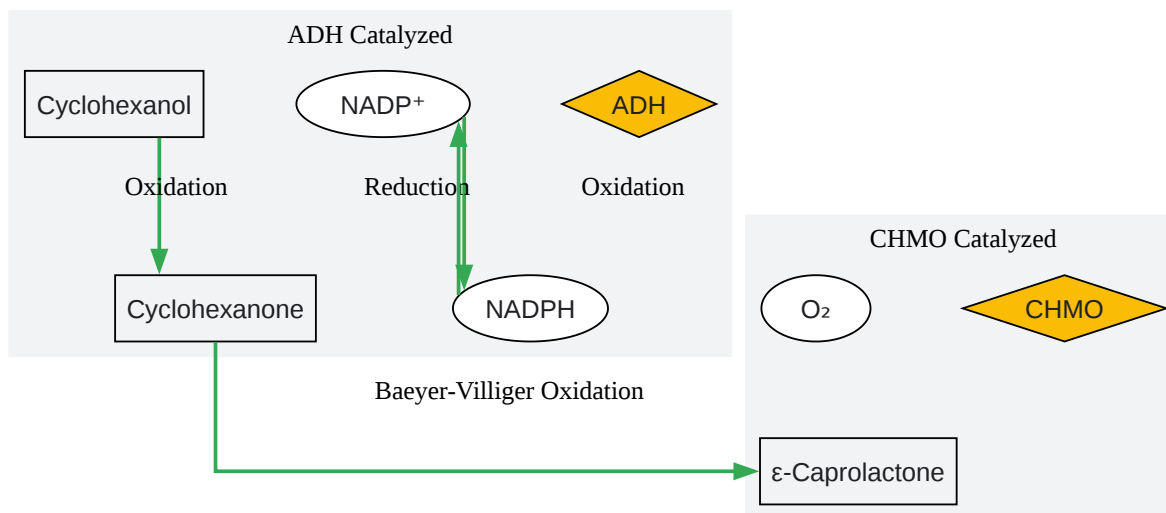 ADH Catalyzed
Cyclohexanol
NADP⁺
ADH
Oxidation
Reduction
Oxidation
CHMO Catalyzed
Cyclohexanone
NADPH
O₂
CHMO
Baeyer-Villiger Oxidation
ε-Caprolactone